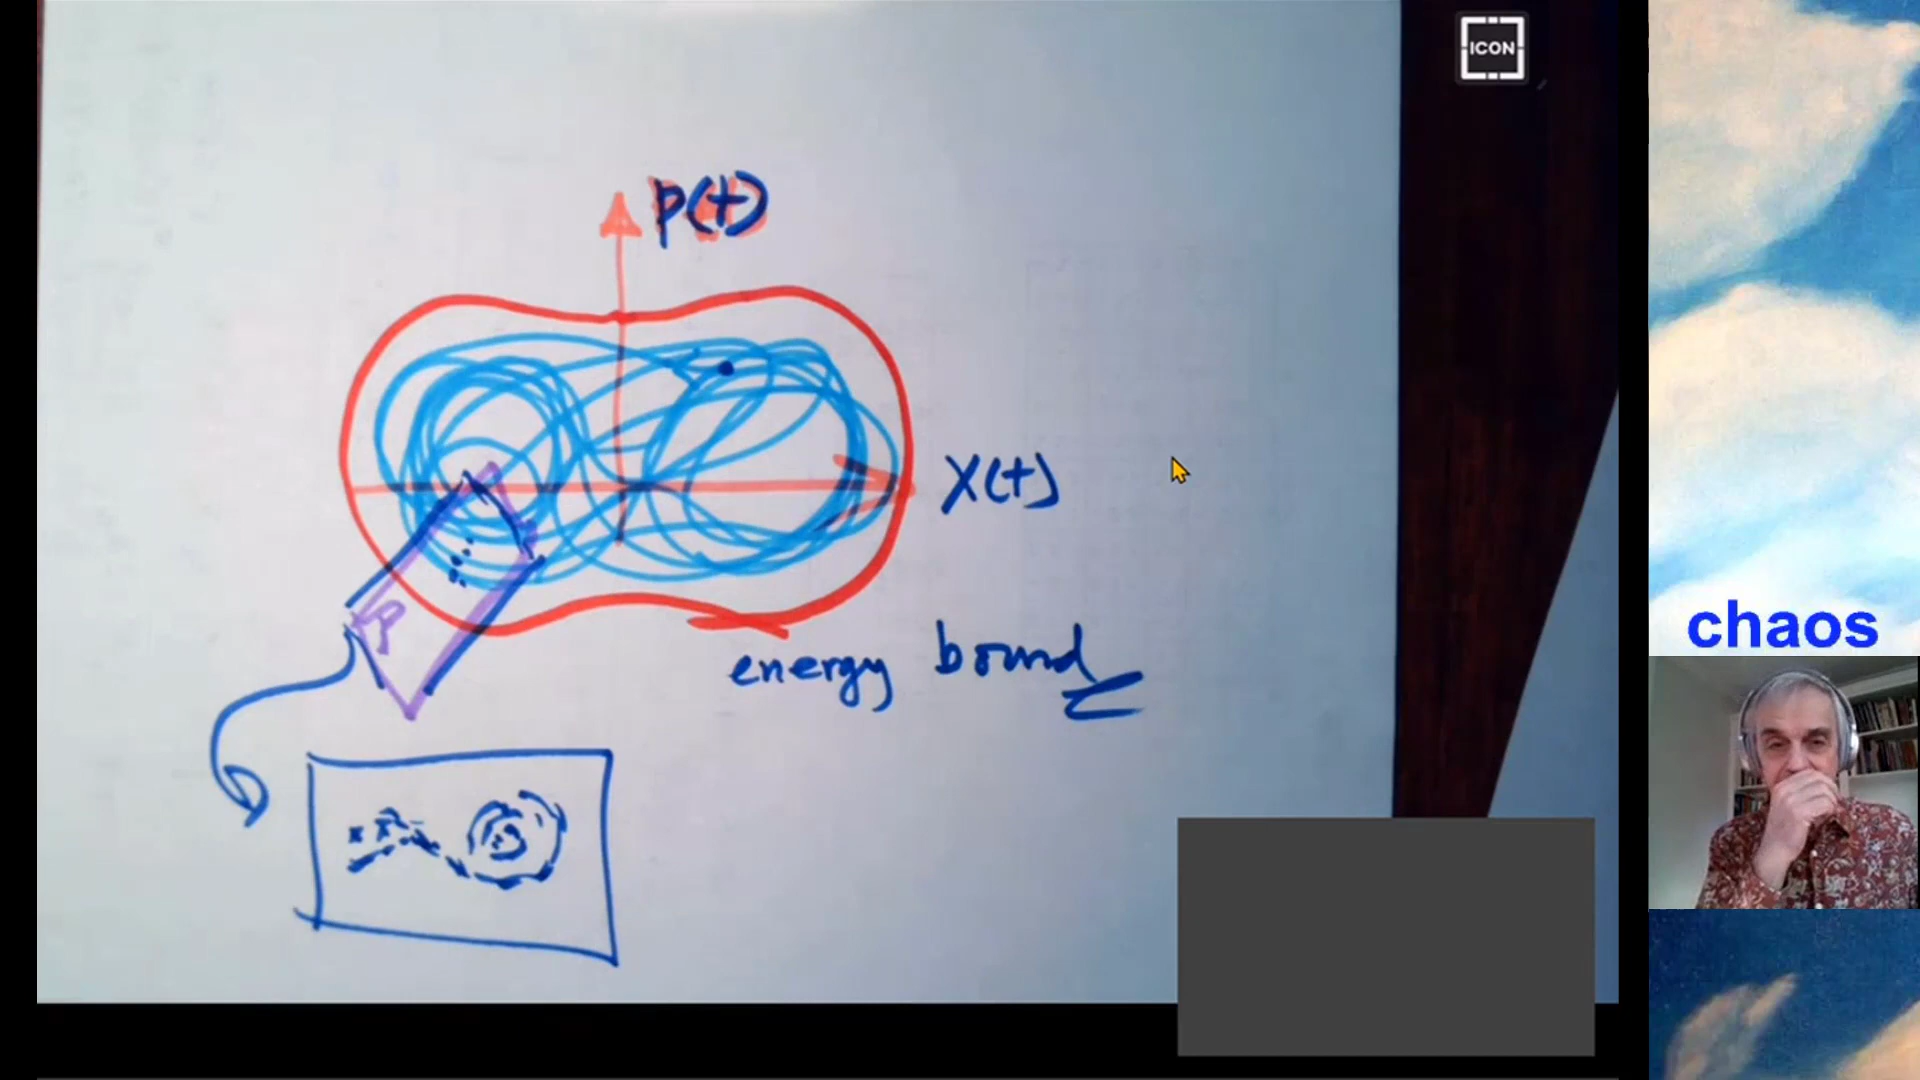 ICON
p(t)
x(t)
energy bound
P
chaos